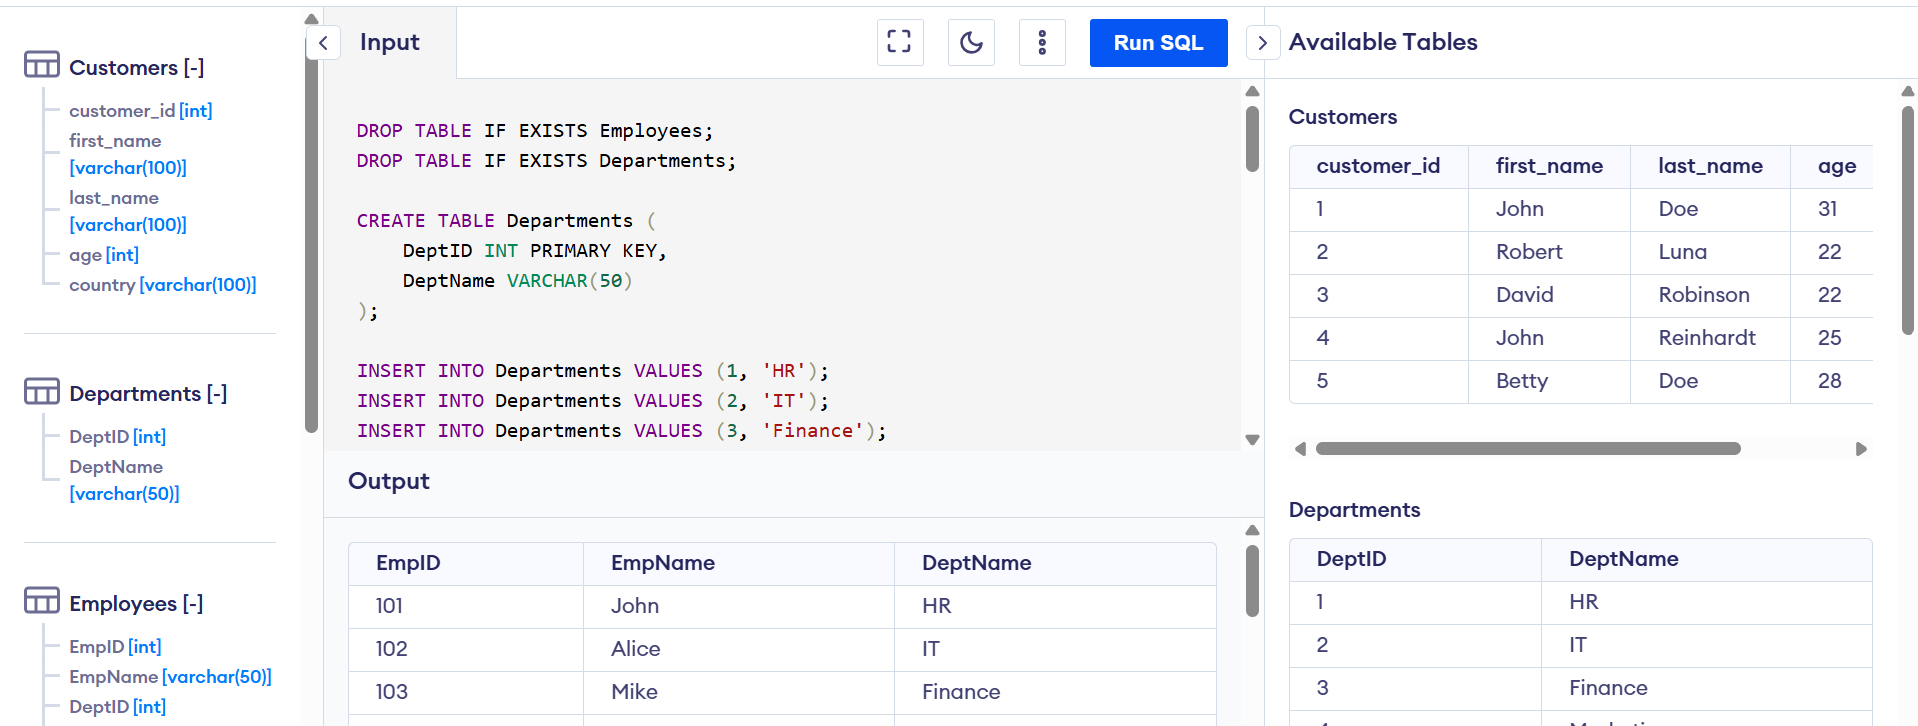 Customers [-]
customer_id [int]
first_name
[varchar(100)]
last_name
[varchar(100)]
age [int]
country [varchar(100)]
Departments [-]
DeptID [int]
DeptName
[varchar(50)]
Employees [-]
EmpID [int]
EmpName [varchar(50)]
DeptID [int]
Input
Run SQL
DROP TABLE IF EXISTS Employees;
DROP TABLE IF EXISTS Departments;
CREATE TABLE Departments (
DeptID INT PRIMARY KEY,
DeptName VARCHAR(50)
);
INSERT INTO Departments VALUES (1, 'HR');
INSERT INTO Departments VALUES (2, 'IT');
INSERT INTO Departments VALUES (3, 'Finance');
Output
EmpID EmpName DeptName
101 John HR
102 Alice IT
103 Mike Finance
Available Tables
Customers
customer_id first_name last_name age
1 John Doe 31
2 Robert Luna 22
3 David Robinson 22
4 John Reinhardt 25
5 Betty Doe 28
Departments
DeptID DeptName
1 HR
2 IT
3 Finance